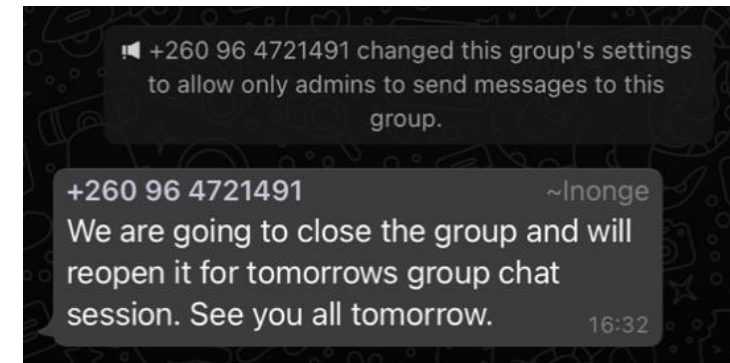 +260 96 4721491 changed this group's settings
to allow only admins to send messages to this
group.
+260 96 4721491 ~Inonge
We are going to close the group and will
reopen it for tomorrows group chat
session. See you all tomorrow.
16:32